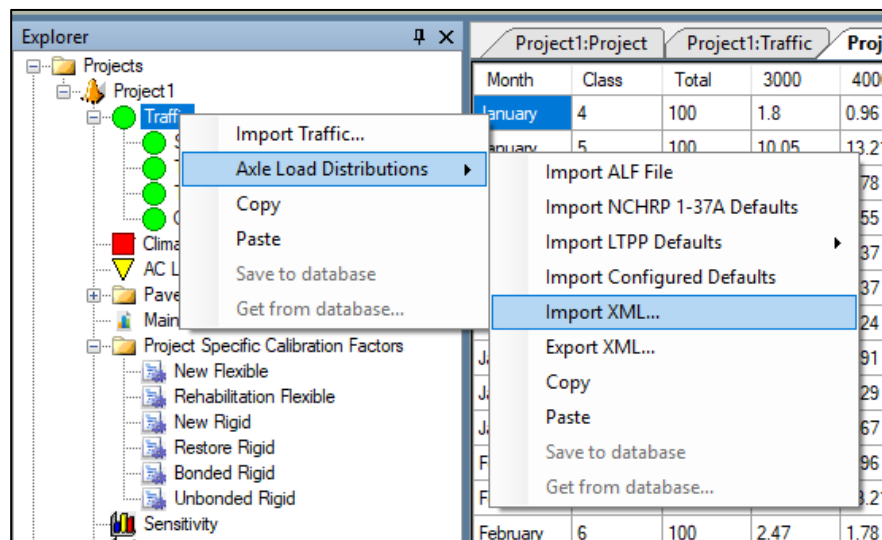 Explorer
Projects
Project1
Traffic
Import Traffic...
Axle Load Distributions
Copy
Paste
Save to database
Get from database...
Import ALF File
Import NCHRP 1-37A Defaults
Import LTPP Defaults
Import Configured Defaults
Import XML...
Export XML...
Copy
Paste
Save to database
Get from database...
AC L
Main
Project Specific Calibration Factors
New Flexible
Rehabilitation Flexible
New Rigid
Restore Rigid
Bonded Rigid
Unbonded Rigid
Sensitivity
Project1:Project Project1:Traffic
Month Class Total 3000
January 4 100 1.8 0.96
5 100 10.05
February 6 100 2.47 1.78